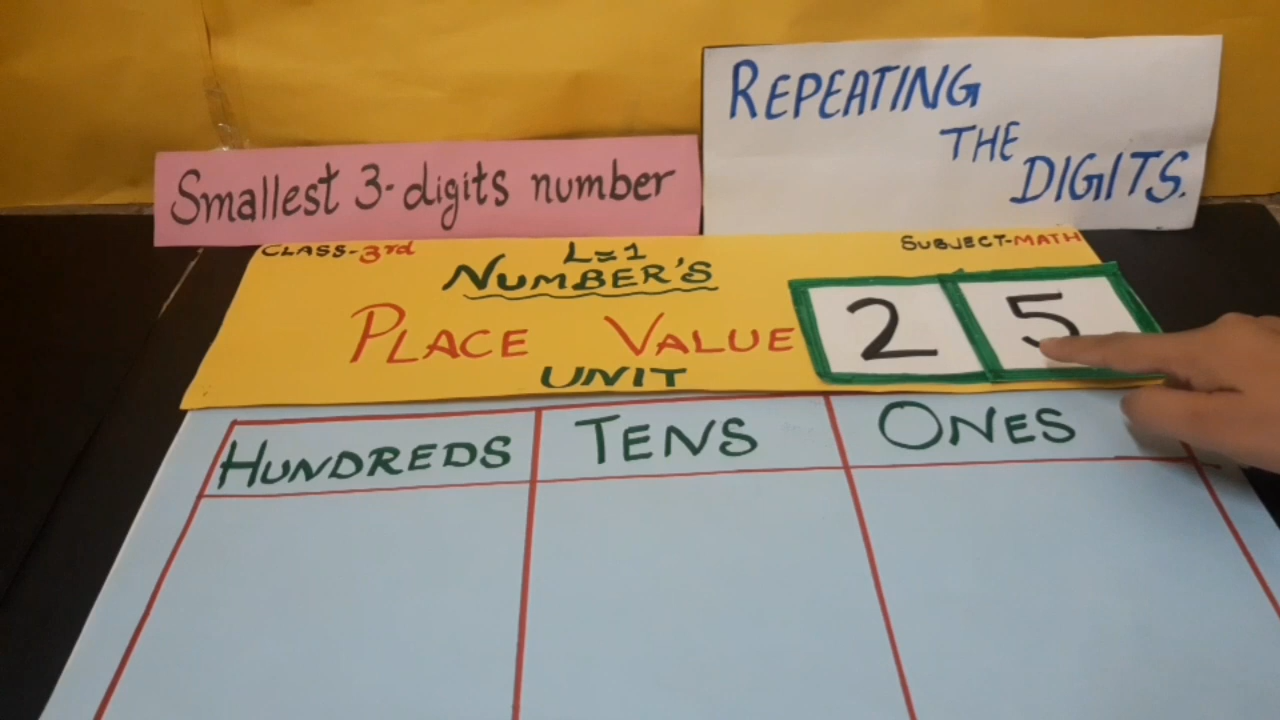 REPEATING
THE
DIGITS.
Smallest 3-digits number
CLASS-3rd
L=1
SUBJECT-MATH
NUMBER'S
PLACE VALUE
2 5
UNIT
HUNDREDS
TENS
ONES